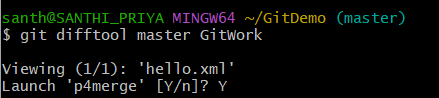 santh@SANTHI_PRIYA MINGW64 ~/GitDemo (master)
$ git difftool master GitWork
Viewing (1/1): 'hello.xml'
Launch 'p4merge' [Y/n]? Y